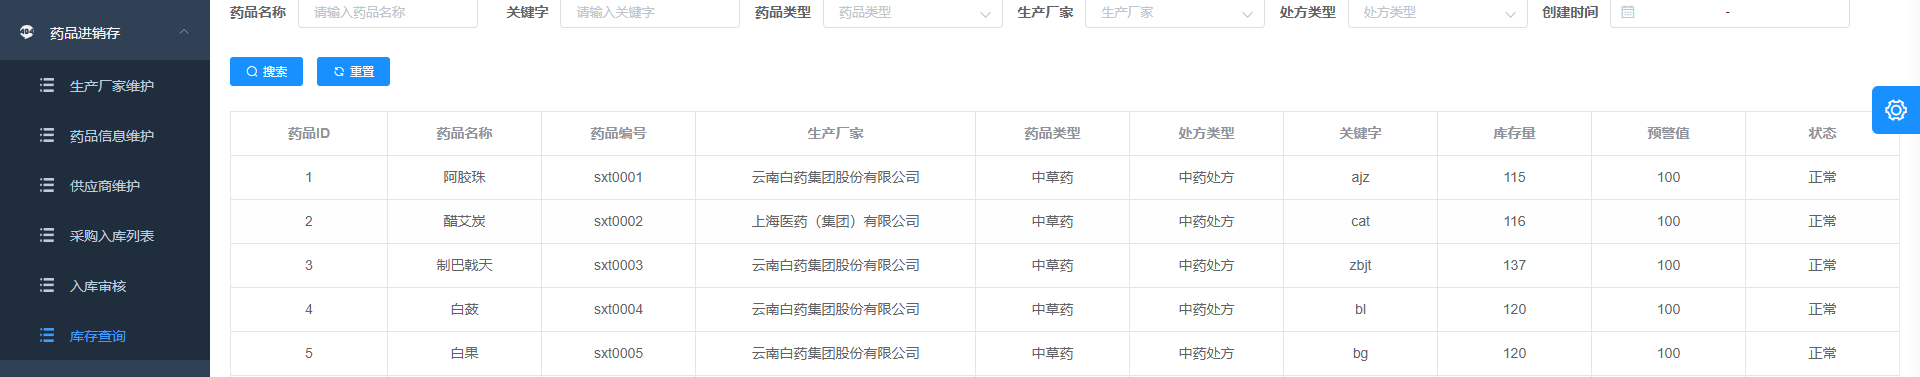 药品名称 请输入药品名称 关键字 请输入关键字 药品类型 药品类型 生产厂家 生产厂家 处方类型 处方类型 创建时间 -
药品进销存
生产厂家维护
药品信息维护
供应商维护
采购入库列表
入库审核
库存查询
搜索 重置
药品ID 药品名称 药品编号 生产厂家 药品类型 处方类型 关键字 库存量 预警值 状态
1 阿胶珠 sxt0001 云南白药集团股份有限公司 中草药 中药处方 ajz 115 100 正常
2 醋艾炭 sxt0002 上海医药（集团）有限公司 中草药 中药处方 cat 116 100 正常
3 制巴戟天 sxt0003 云南白药集团股份有限公司 中草药 中药处方 zbjt 137 100 正常
4 白蔹 sxt0004 云南白药集团股份有限公司 中草药 中药处方 bl 120 100 正常
5 白果 sxt0005 云南白药集团股份有限公司 中草药 中药处方 bg 120 100 正常